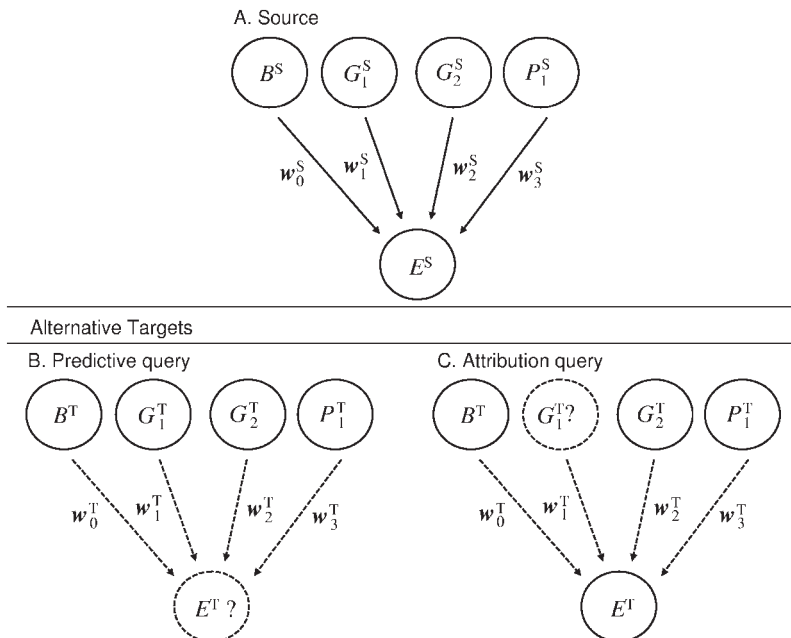 A. Source
B^S G_1^S G_2^S P_1^S
w_0^S w_1^S w_2^S w_3^S
E^S
Alternative Targets
B. Predictive query
B^T G_1^T G_2^T P_1^T
w_0^T w_1^T w_2^T w_3^T
E^T ?
C. Attribution query
B^T G_1^T? G_2^T P_1^T
w_0^T w_1^T w_2^T w_3^T
E^T